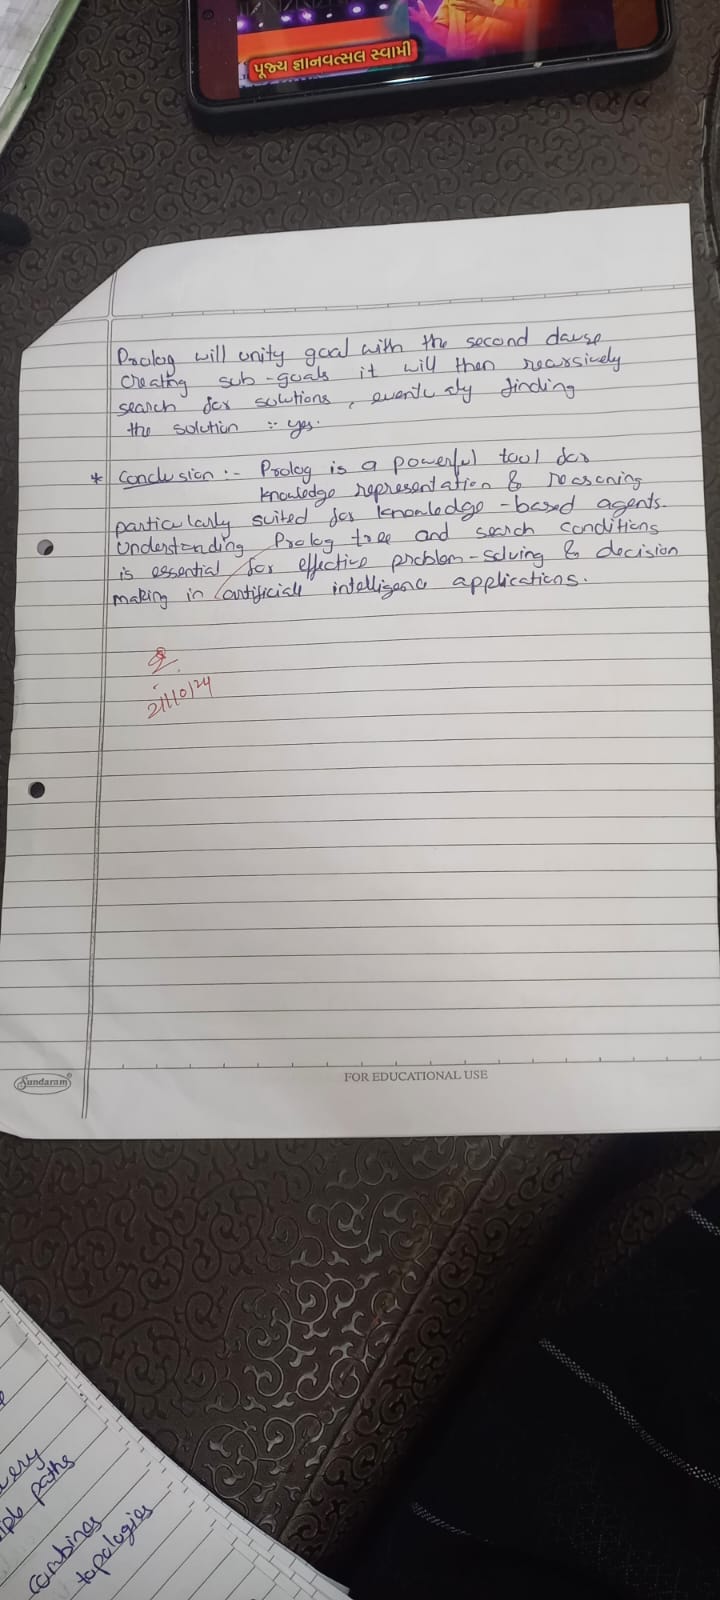 પૂજ્ય જ્ઞાનવત્સલ સ્વામી
Prolog will unity goal with the second clause
creating sub-goals it will then recursively
search for solutions, eventually finding
the solution :: yes.
* Conclusion :- Prolog is a powerful tool for
knowledge representation & reasoning
particularly suited for knowledge-based agents.
Understanding Prolog tree and search conditions
is essential for effective problem-solving & decision
making in artificiall intelligence applications.
21/10/24
Sundaram
FOR EDUCATIONAL USE
paths
combines
topologies